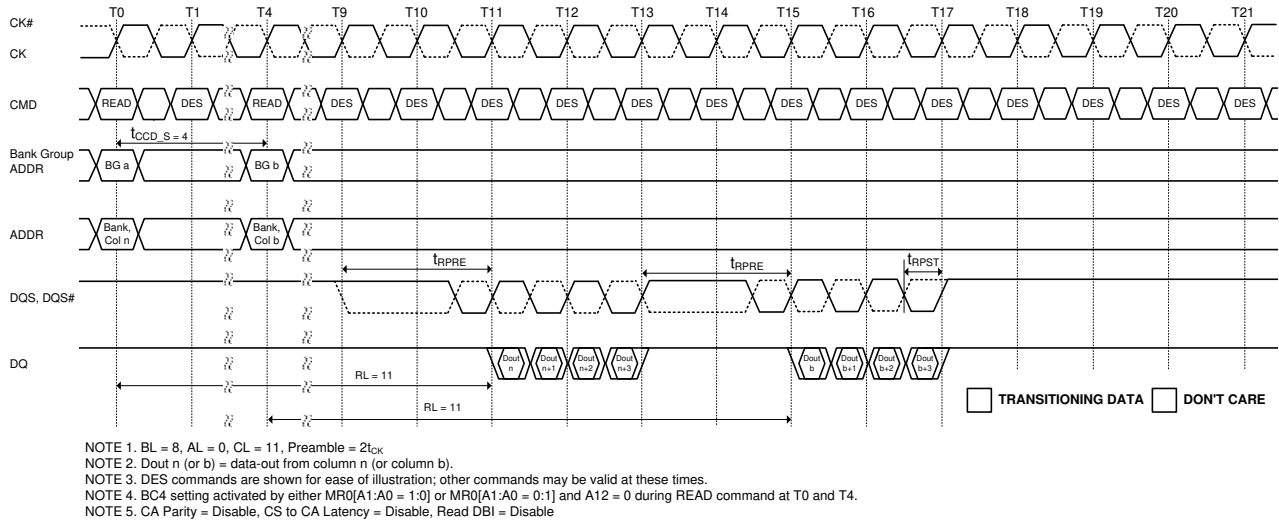 T0 T1 T4 T9 T10 T11 T12 T13 T14 T15 T16 T17 T18 T19 T20 T21
CK#
CK
CMD READ DES READ DES DES DES DES DES DES DES DES DES DES DES DES DES
tCCD_S = 4
Bank Group
ADDR
BG a BG b
ADDR
Bank, Col n
Bank, Col b
tRPRE tRPRE tRPST
DQS, DQS#
DQ
Dout n
Dout n+1
Dout n+2
Dout n+3
Dout b
Dout b+1
Dout b+2
Dout b+3
RL = 11
RL = 11
TRANSITIONING DATA DON'T CARE
NOTE 1. BL = 8, AL = 0, CL = 11, Preamble = 2tCK
NOTE 2. Dout n (or b) = data-out from column n (or column b).
NOTE 3. DES commands are shown for ease of illustration; other commands may be valid at these times.
NOTE 4. BC4 setting activated by either MR0[A1:A0 = 1:0] or MR0[A1:A0 = 0:1] and A12 = 0 during READ command at T0 and T4.
NOTE 5. CA Parity = Disable, CS to CA Latency = Disable, Read DBI = Disable